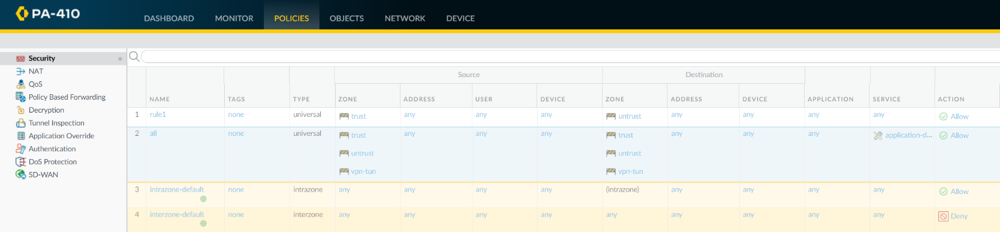 PA-410
DASHBOARD MONITOR POLICIES OBJECTS NETWORK DEVICE
Security
NAT
QoS
Policy Based Forwarding
Decryption
Tunnel Inspection
Application Override
Authentication
DoS Protection
SD-WAN
Source Destination
NAME TAGS TYPE ZONE ADDRESS USER DEVICE ZONE ADDRESS DEVICE APPLICATION SERVICE ACTION
1 rule1 none universal trust any any any untrust any any any any Allow
2 all none universal trust any any any trust any any any application-d... Allow
untrust untrust
vpn-tun vpn-tun
3 intrazone-default none intrazone any any any any (intrazone) any any any any Allow
4 interzone-default none interzone any any any any any any any any any Deny